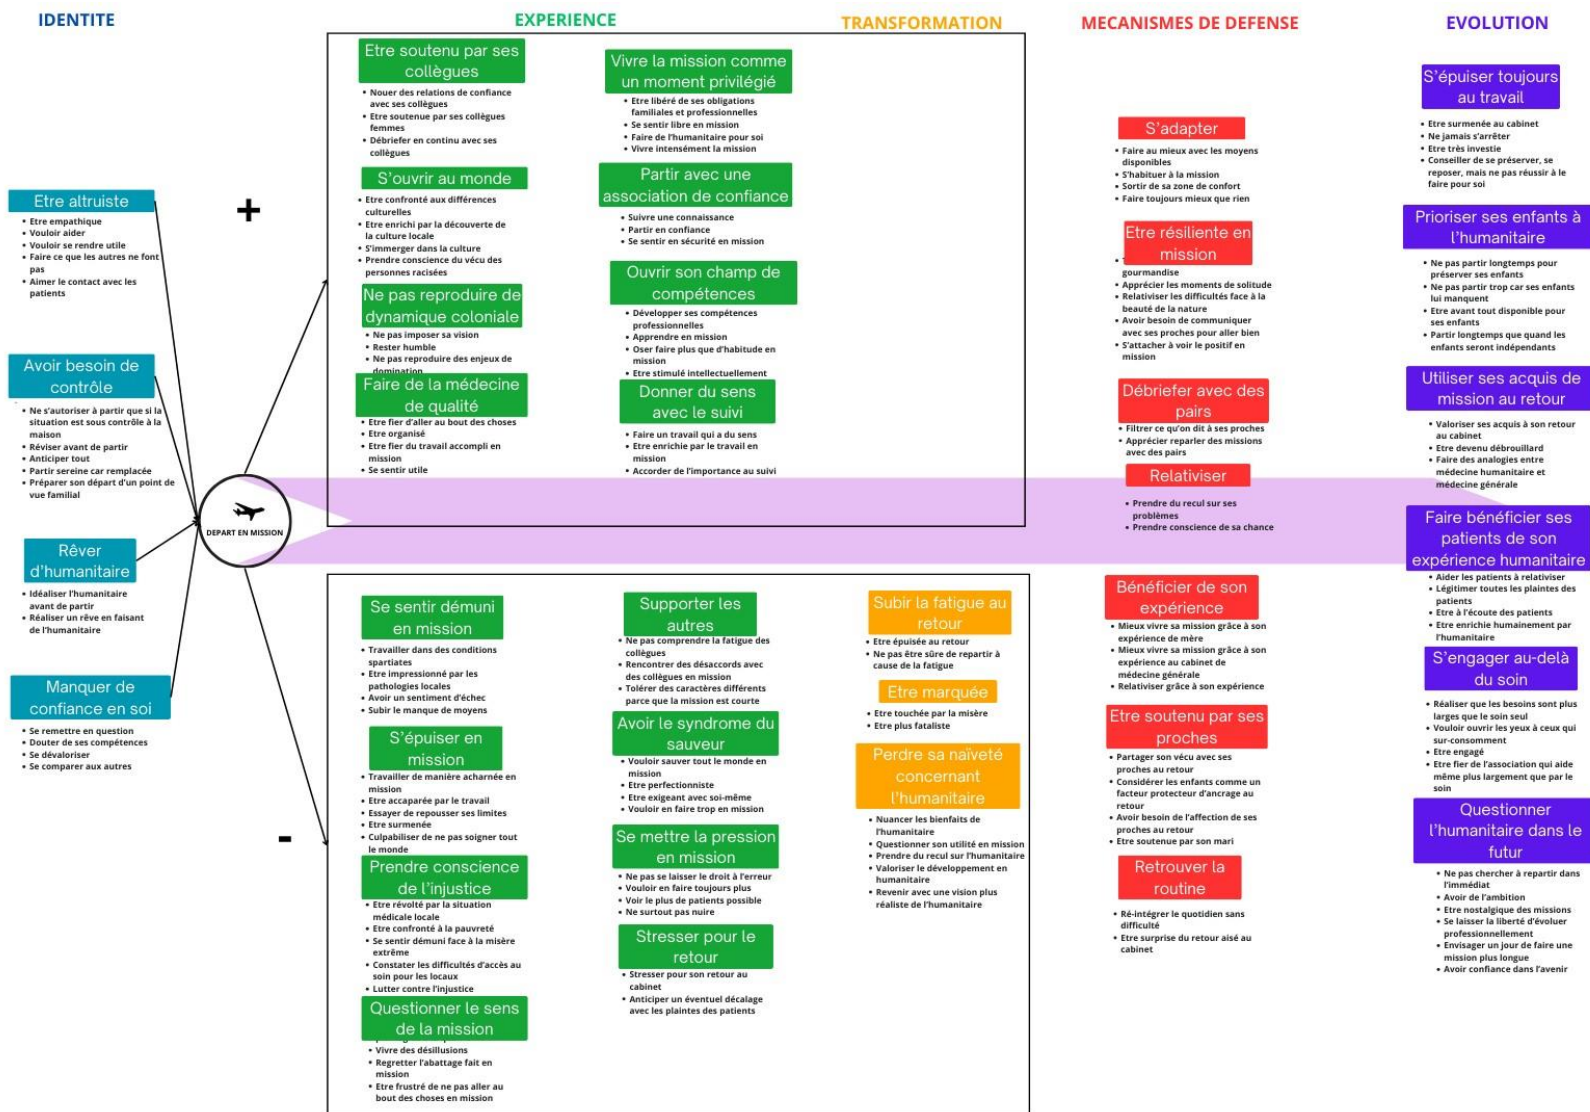 IDENTITE
EXPERIENCE
TRANSFORMATION
MECANISMES DE DEFENSE
EVOLUTION
Etre altruiste
• Etre empathique
• Vouloir aider
• Vouloir se rendre utile
• Faire ce que les autres ne font
pas
• Aimer le contact avec les
patients
Avoir besoin de
contrôle
• Ne s'autoriser à partir que si la
situation est sous contrôle à la
maison
• Réviser avant de partir
• Anticiper tout
• Partir sereine car remplacée
• Préparer son départ d'un point de
vue familial
Rêver
d'humanitaire
• Idéaliser l'humanitaire
avant de partir
• Réaliser un rêve en faisant
de l'humanitaire
Manquer de
confiance en soi
• Se remettre en question
• Douter de ses compétences
• Se dévaloriser
• Se comparer aux autres
DEPART EN MISSION
+
-
Etre soutenu par ses
collègues
• Nouer des relations de confiance
avec ses collègues
• Etre soutenue par ses collègues
femmes
• Débriefer en continu avec ses
collègues
S'ouvrir au monde
• Etre confronté aux différences
culturelles
• Etre enrichi par la découverte de
la culture locale
• S'immerger dans la culture
• Prendre conscience du vécu des
personnes racisées
Ne pas reproduire de
dynamique coloniale
• Ne pas imposer sa vision
• Rester humble
• Ne pas reproduire des enjeux de
domination
Faire de la médecine
de qualité
• Etre fier d'aller au bout des choses
• Etre organisé
• Etre fier du travail accompli en
mission
• Se sentir utile
Vivre la mission comme
un moment privilégié
• Etre libéré de ses obligations
familiales et professionnelles
• Se sentir libre en mission
• Faire de l'humanitaire pour soi
• Vivre intensément la mission
Partir avec une
association de confiance
• Suivre une connaissance
• Partir en confiance
• Se sentir en sécurité en mission
Ouvrir son champ de
compétences
• Développer ses compétences
professionnelles
• Apprendre en mission
• Oser faire plus que d'habitude en
mission
• Etre stimulé intellectuellement
Donner du sens
avec le suivi
• Faire un travail qui a du sens
• Etre enrichie par le travail en
mission
• Accorder de l'importance au suivi
Se sentir démuni
en mission
• Travailler dans des conditions
spartiates
• Etre impressionné par les
pathologies locales
• Avoir un sentiment d'échec
• Subir le manque de moyens
S'épuiser en
mission
• Travailler de manière acharnée en
mission
• Etre accaparée par le travail
• Essayer de repousser ses limites
• Etre surmenée
• Culpabiliser de ne pas soigner tout
le monde
Prendre conscience
de l'injustice
• Etre révolté par la situation
médicale locale
• Etre confronté à la pauvreté
• Se sentir démuni face à la misère
extrême
• Constater les difficultés d'accès au
soin pour les locaux
• Lutter contre l'injustice
Questionner le sens
de la mission
• Vivre des désillusions
• Regretter l'abattage fait en
mission
• Etre frustré de ne pas aller au
bout des choses en mission
Supporter les
autres
• Ne pas comprendre la fatigue des
collègues
• Rencontrer des désaccords avec
des collègues en mission
• Tolérer des caractères différents
parce que la mission est courte
Avoir le syndrome du
sauveur
• Vouloir sauver tout le monde en
mission
• Etre perfectionniste
• Etre exigeant avec soi-même
• Vouloir en faire trop en mission
Se mettre la pression
en mission
• Ne pas se laisser le droit à l'erreur
• Vouloir en faire toujours plus
• Voir le plus de patients possible
• Ne surtout pas nuire
Stresser pour le
retour
• Stresser pour son retour au
cabinet
• Anticiper un éventuel décalage
avec les plaintes des patients
Subir la fatigue au
retour
• Etre épuisée au retour
• Ne pas être sûre de repartir à
cause de la fatigue
Etre marquée
• Etre touchée par la misère
• Etre plus fataliste
Perdre sa naïveté
concernant
l'humanitaire
• Nuancer les bienfaits de
l'humanitaire
• Questionner son utilité en mission
• Prendre du recul sur l'humanitaire
• Valoriser le développement en
humanitaire
• Revenir avec une vision plus
réaliste de l'humanitaire
S'adapter
• Faire au mieux avec les moyens
disponibles
• S'habituer à la mission
• Sortir de sa zone de confort
• Faire toujours mieux que rien
Etre résiliente en
mission
gourmandise
• Apprécier les moments de solitude
• Relativiser les difficultés face à la
beauté de la nature
• Avoir besoin de communiquer
avec ses proches pour aller bien
• S'attacher à voir le positif en
mission
Débriefer avec des
pairs
• Filtrer ce qu'on dit à ses proches
• Apprécier reparler des missions
avec des pairs
Relativiser
• Prendre du recul sur ses
problèmes
• Prendre conscience de sa chance
Bénéficier de son
expérience
• Mieux vivre sa mission grâce à son
expérience de mère
• Mieux vivre sa mission grâce à son
expérience au cabinet de
médecine générale
• Relativiser grâce à son expérience
Etre soutenu par ses
proches
• Partager son vécu avec ses
proches au retour
• Considérer les enfants comme un
facteur protecteur d'ancrage au
retour
• Avoir besoin de l'affection de ses
proches au retour
• Etre soutenue par son mari
Retrouver la
routine
• Ré-intégrer le quotidien sans
difficulté
• Etre surprise du retour aisé au
cabinet
S'épuiser toujours
au travail
• Etre surmenée au cabinet
• Ne jamais s'arrêter
• Etre très investie
• Conseiller de se préserver, se
reposer, mais ne pas réussir à le
faire pour soi
Prioriser ses enfants à
l'humanitaire
• Ne pas partir longtemps pour
préserver ses enfants
• Ne pas partir trop car ses enfants
lui manquent
• Etre avant tout disponible pour
ses enfants
• Partir longtemps que quand les
enfants seront indépendants
Utiliser ses acquis de
mission au retour
• Valoriser ses acquis à son retour
au cabinet
• Etre devenu débrouillard
• Faire des analogies entre
médecine humanitaire et
médecine générale
Faire bénéficier ses
patients de son
expérience humanitaire
• Aider les patients à relativiser
• Légitimer toutes les plaintes des
patients
• Etre à l'écoute des patients
• Etre enrichie humainement par
l'humanitaire
S'engager au-delà
du soin
• Réaliser que les besoins sont plus
larges que le soin seul
• Vouloir ouvrir les yeux à ceux qui
sur-consomment
• Etre engagé
• Etre fier de l'association qui aide
même plus largement que par le
soin
Questionner
l'humanitaire dans le
futur
• Ne pas chercher à repartir dans
l'immédiat
• Avoir de l'ambition
• Etre nostalgique des missions
• Se laisser la liberté d'évoluer
professionnellement
• Envisager un jour de faire une
mission plus longue
• Avoir confiance dans l'avenir